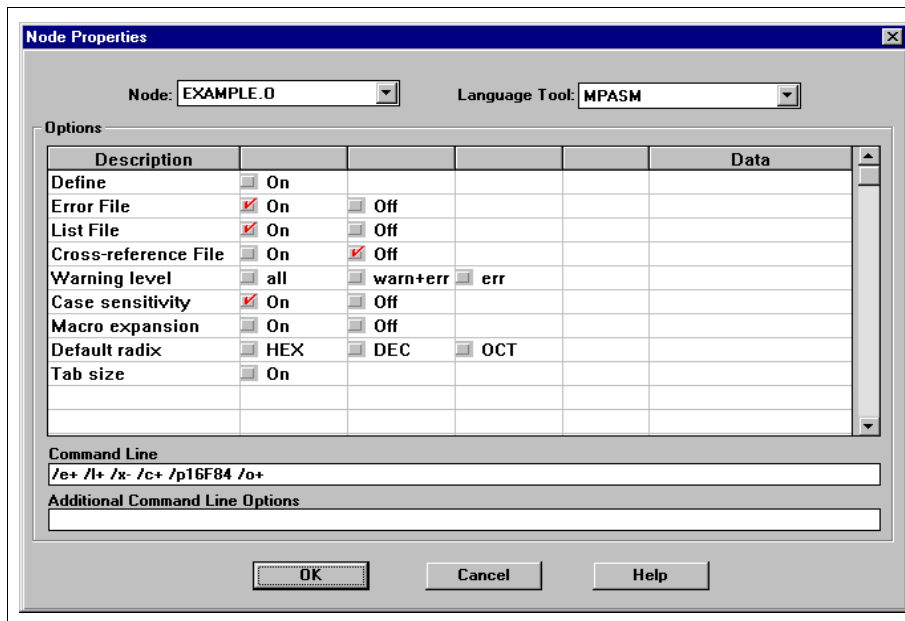 Node Properties
Node: EXAMPLE.O Language Tool: MPASM
Options
Description Data
Define On
Error File On Off
List File On Off
Cross-reference File On Off
Warning level all warn+err err
Case sensitivity On Off
Macro expansion On Off
Default radix HEX DEC OCT
Tab size On
Command Line
/e+ /l+ /x- /c+ /p16F84 /o+
Additional Command Line Options
OK Cancel Help